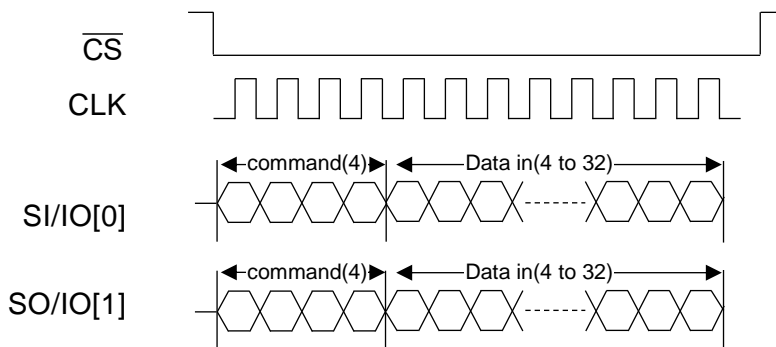 CS
CLK
command(4) Data in(4 to 32)
SI/IO[0]
command(4) Data in(4 to 32)
SO/IO[1]